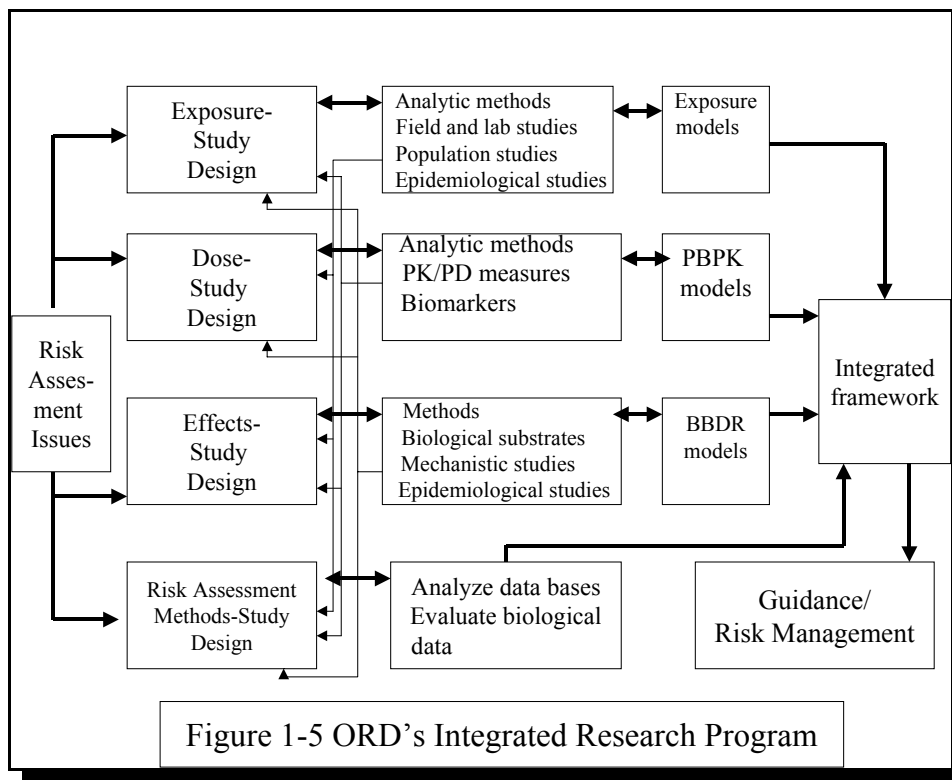 Exposure-
Study
Design
Analytic methods
Field and lab studies
Population studies
Epidemiological studies
Exposure
models
Dose-
Study
Design
Analytic methods
PK/PD measures
Biomarkers
PBPK
models
Risk
Asses-
ment
Issues
Integrated
framework
Effects-
Study
Design
Methods
Biological substrates
Mechanistic studies
Epidemiological studies
BBDR
models
Risk Assessment
Methods-Study
Design
Analyze data bases
Evaluate biological
data
Guidance/
Risk Management
Figure 1-5 ORD’s Integrated Research Program